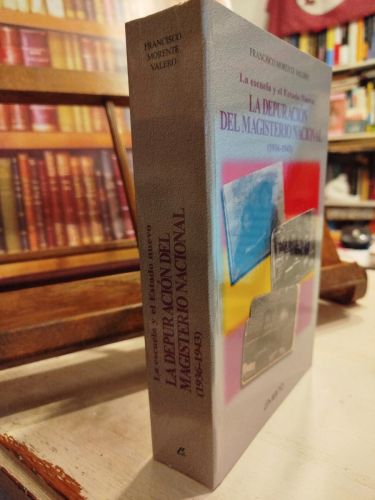 FRANCISCO
MORENTE
VALERO
La escuela y el Estado nuevo
LA DEPURACIÓN DEL
MAGISTERIO NACIONAL
(1936-1943)
FRANCISCO MORENTE VALERO
La escuela y el Estado Nuevo
LA DEPURACIÓN
DEL MAGISTERIO NACIONAL
(1936-1943)